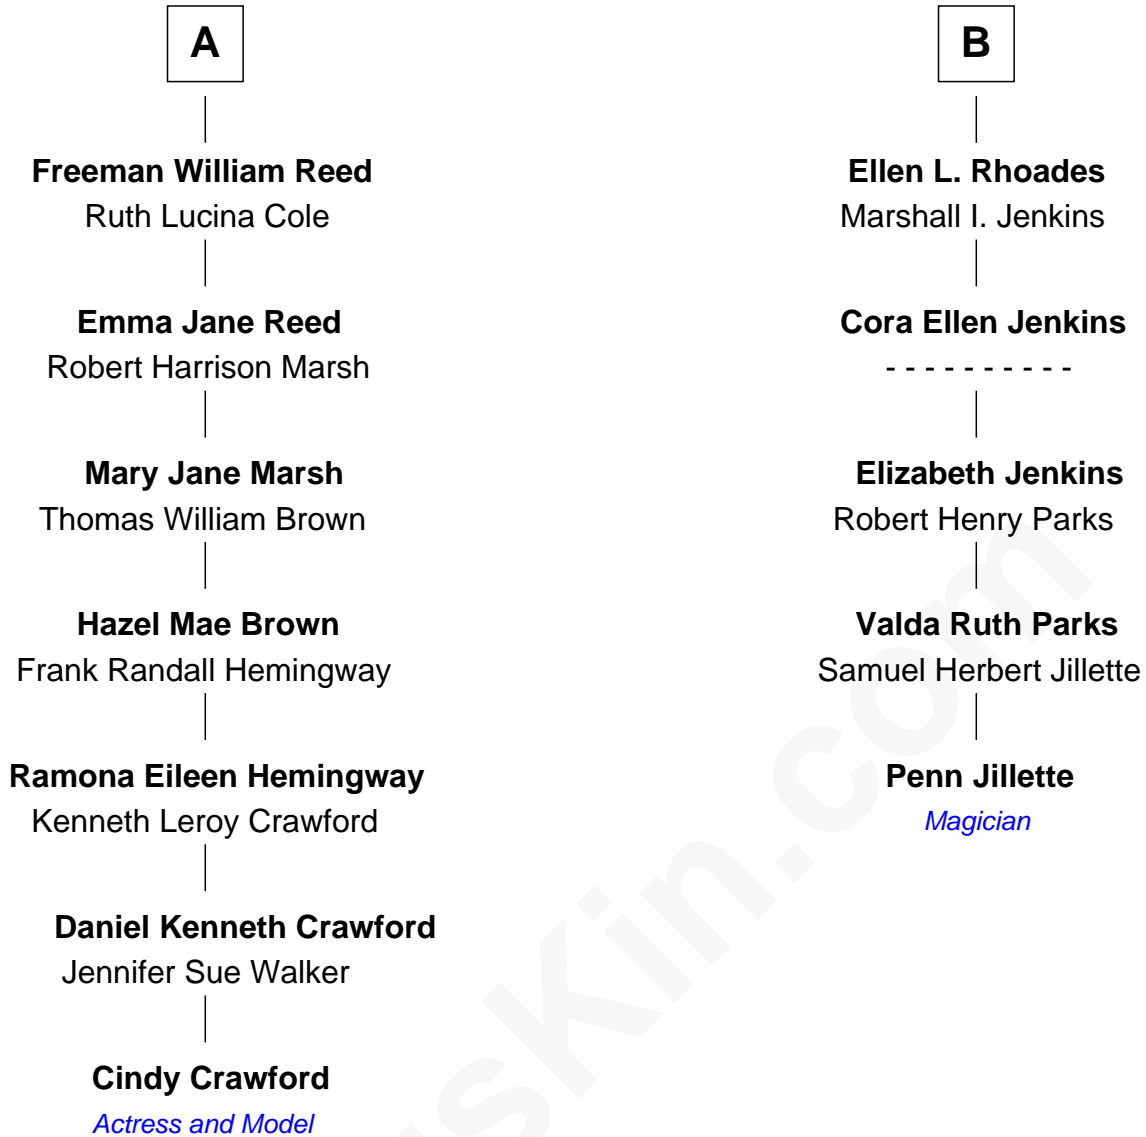 A
Freeman William Reed
Ruth Lucina Cole
Emma Jane Reed
Robert Harrison Marsh
Mary Jane Marsh
Thomas William Brown
Hazel Mae Brown
Frank Randall Hemingway
Ramona Eileen Hemingway
Kenneth Leroy Crawford
Daniel Kenneth Crawford
Jennifer Sue Walker
Cindy Crawford
Actress and Model
B
Ellen L. Rhoades
Marshall I. Jenkins
Cora Ellen Jenkins
- - - - - - - - - -
Elizabeth Jenkins
Robert Henry Parks
Valda Ruth Parks
Samuel Herbert Jillette
Penn Jillette
Magician
sKin.com